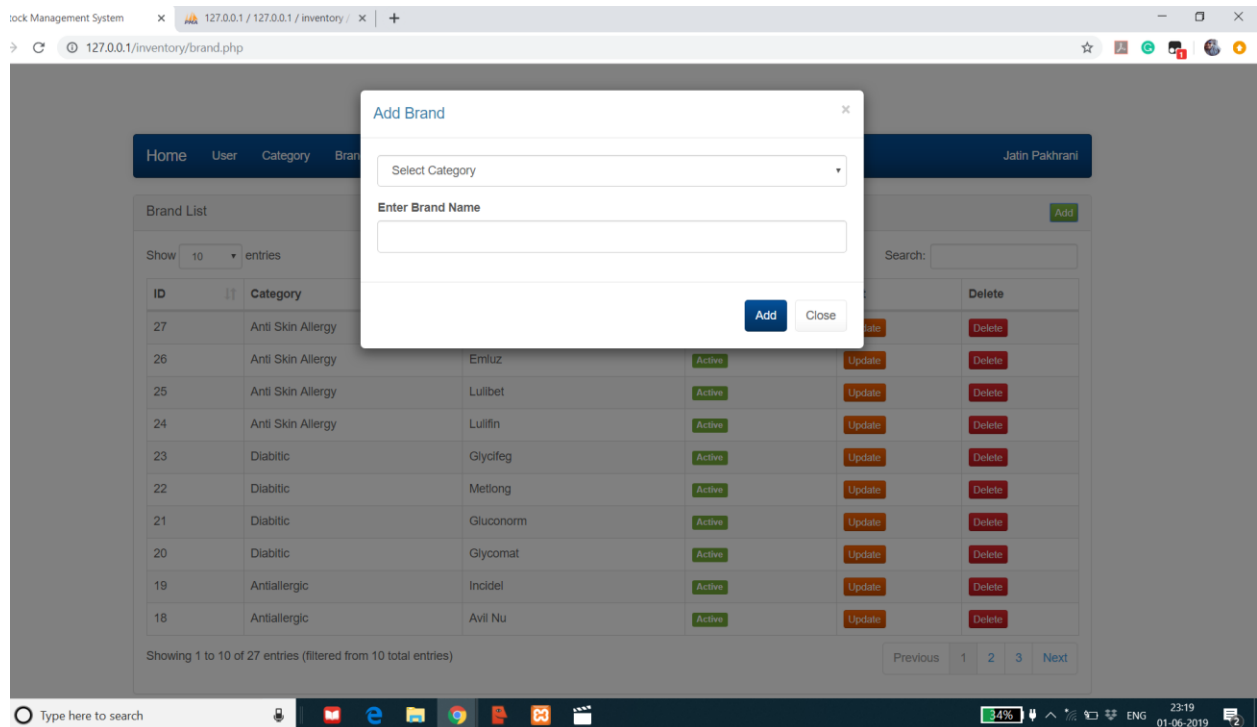 tock Management System
127.0.0.1 / 127.0.0.1 / inventory /
127.0.0.1/inventory/brand.php
Add Brand
Home User Category Bran Jatin Pakhrani
Select Category
Enter Brand Name
Brand List Add
Show 10 entries Search:
ID Category Delete
Add Close
27 Anti Skin Allergy date Delete
26 Anti Skin Allergy Emluz Active Update Delete
25 Anti Skin Allergy Lulibet Active Update Delete
24 Anti Skin Allergy Lulifin Active Update Delete
23 Diabitic Glycifeg Active Update Delete
22 Diabitic Metlong Active Update Delete
21 Diabitic Gluconorm Active Update Delete
20 Diabitic Glycomat Active Update Delete
19 Antiallergic Incidel Active Update Delete
18 Antiallergic Avil Nu Active Update Delete
Showing 1 to 10 of 27 entries (filtered from 10 total entries) Previous 1 2 3 Next
Type here to search 34% ENG 23:19
01-06-2019